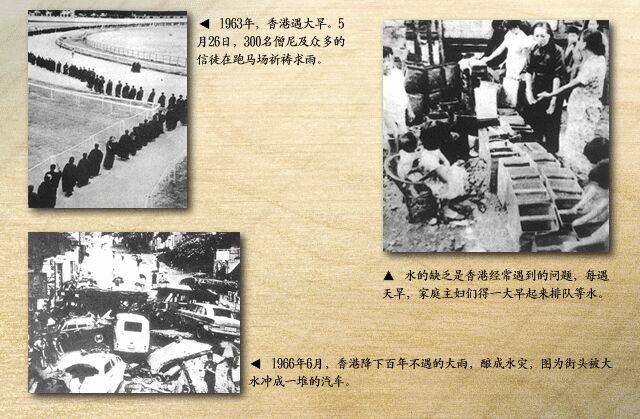 ◀ 1963年，香港遇大旱。5
月26日，300名僧尼及众多的
信徒在跑马场祈祷求雨。
▲ 水的缺乏是香港经常遇到的问题，每遇
天旱，家庭主妇们得一大早起来排队等水。
◀ 1966年6月，香港降下百年不遇的大雨，酿成水灾，图为街头被大
水冲成一堆的汽车。